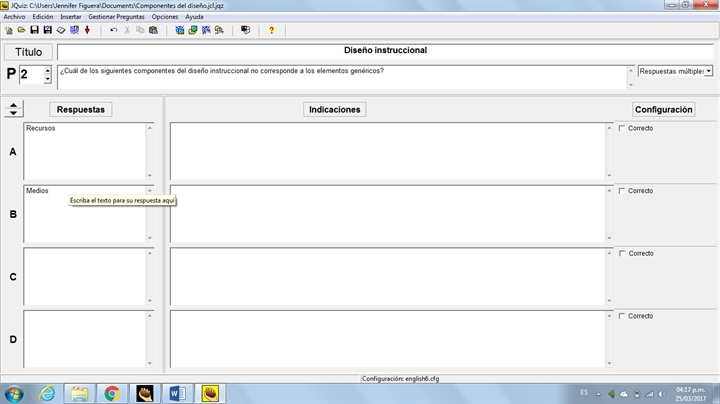 JQuiz: C:\Users\Jennifer Figuera\Documents\Componentes del diseño.jcl.jqz
Archivo Edición Insertar Gestionar Preguntas Opciones Ayuda
Título
Diseño instruccional
P 2
¿Cuál de los siguientes componentes del diseño instruccional no corresponde a los elementos genéricos?
Respuestas múltiples
Respuestas
Indicaciones
Configuración
A
Recursos
Correcto
B
Medios
Correcto
Escriba el texto para su respuesta aquí
C
Correcto
D
Correcto
Configuración: english6.cfg
ES
04:17 p.m.
25/03/2017